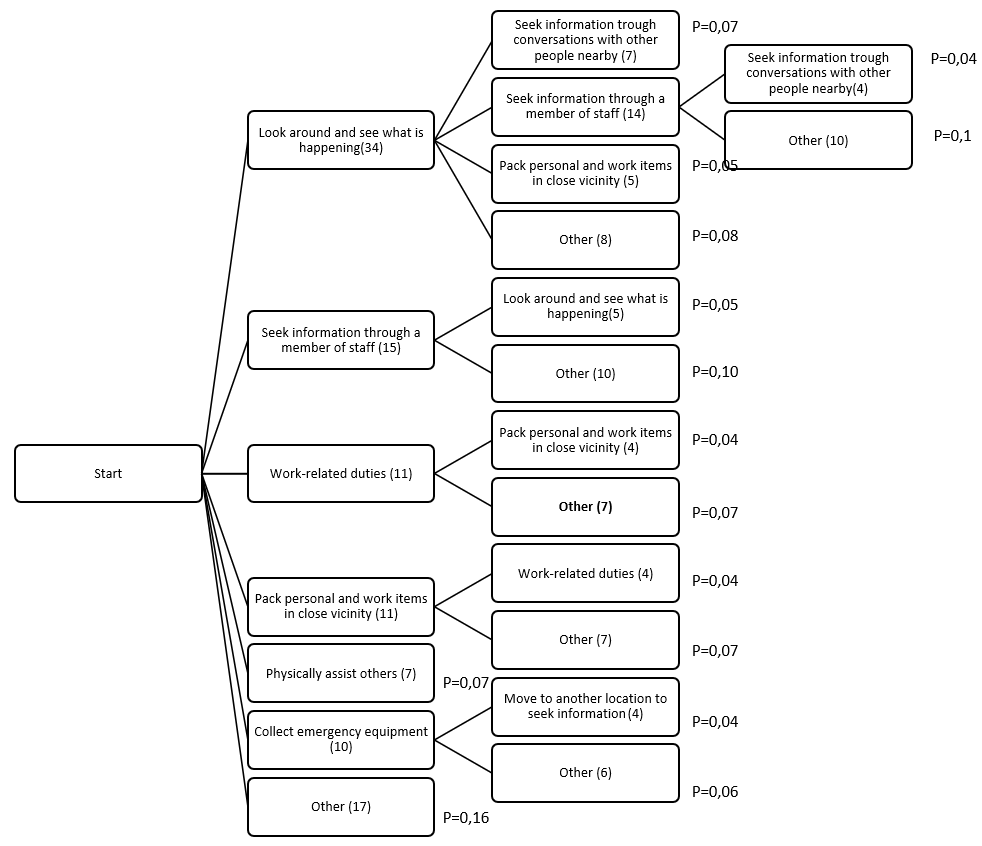 Seek information trough
conversations with other
people nearby (7)
P=0,07
Seek information trough
conversations with other
people nearby(4)
P=0,04
Look around and see what is
happening(34)
Seek information through a
member of staff (14)
Other (10)
P=0,1
Pack personal and work items
in close vicinity (5)
P=0,05
Other (8)
P=0,08
Look around and see what is
happening(5)
P=0,05
Seek information through a
member of staff (15)
Other (10)
P=0,10
Pack personal and work items
in close vicinity (4)
P=0,04
Start
Work-related duties (11)
Other (7)
P=0,07
Work-related duties (4)
P=0,04
Pack personal and work items
in close vicinity (11)
Other (7)
P=0,07
Physically assist others (7)
P=0,07
Move to another location to
seek information (4)
P=0,04
Collect emergency equipment
(10)
Other (6)
P=0,06
Other (17)
P=0,16